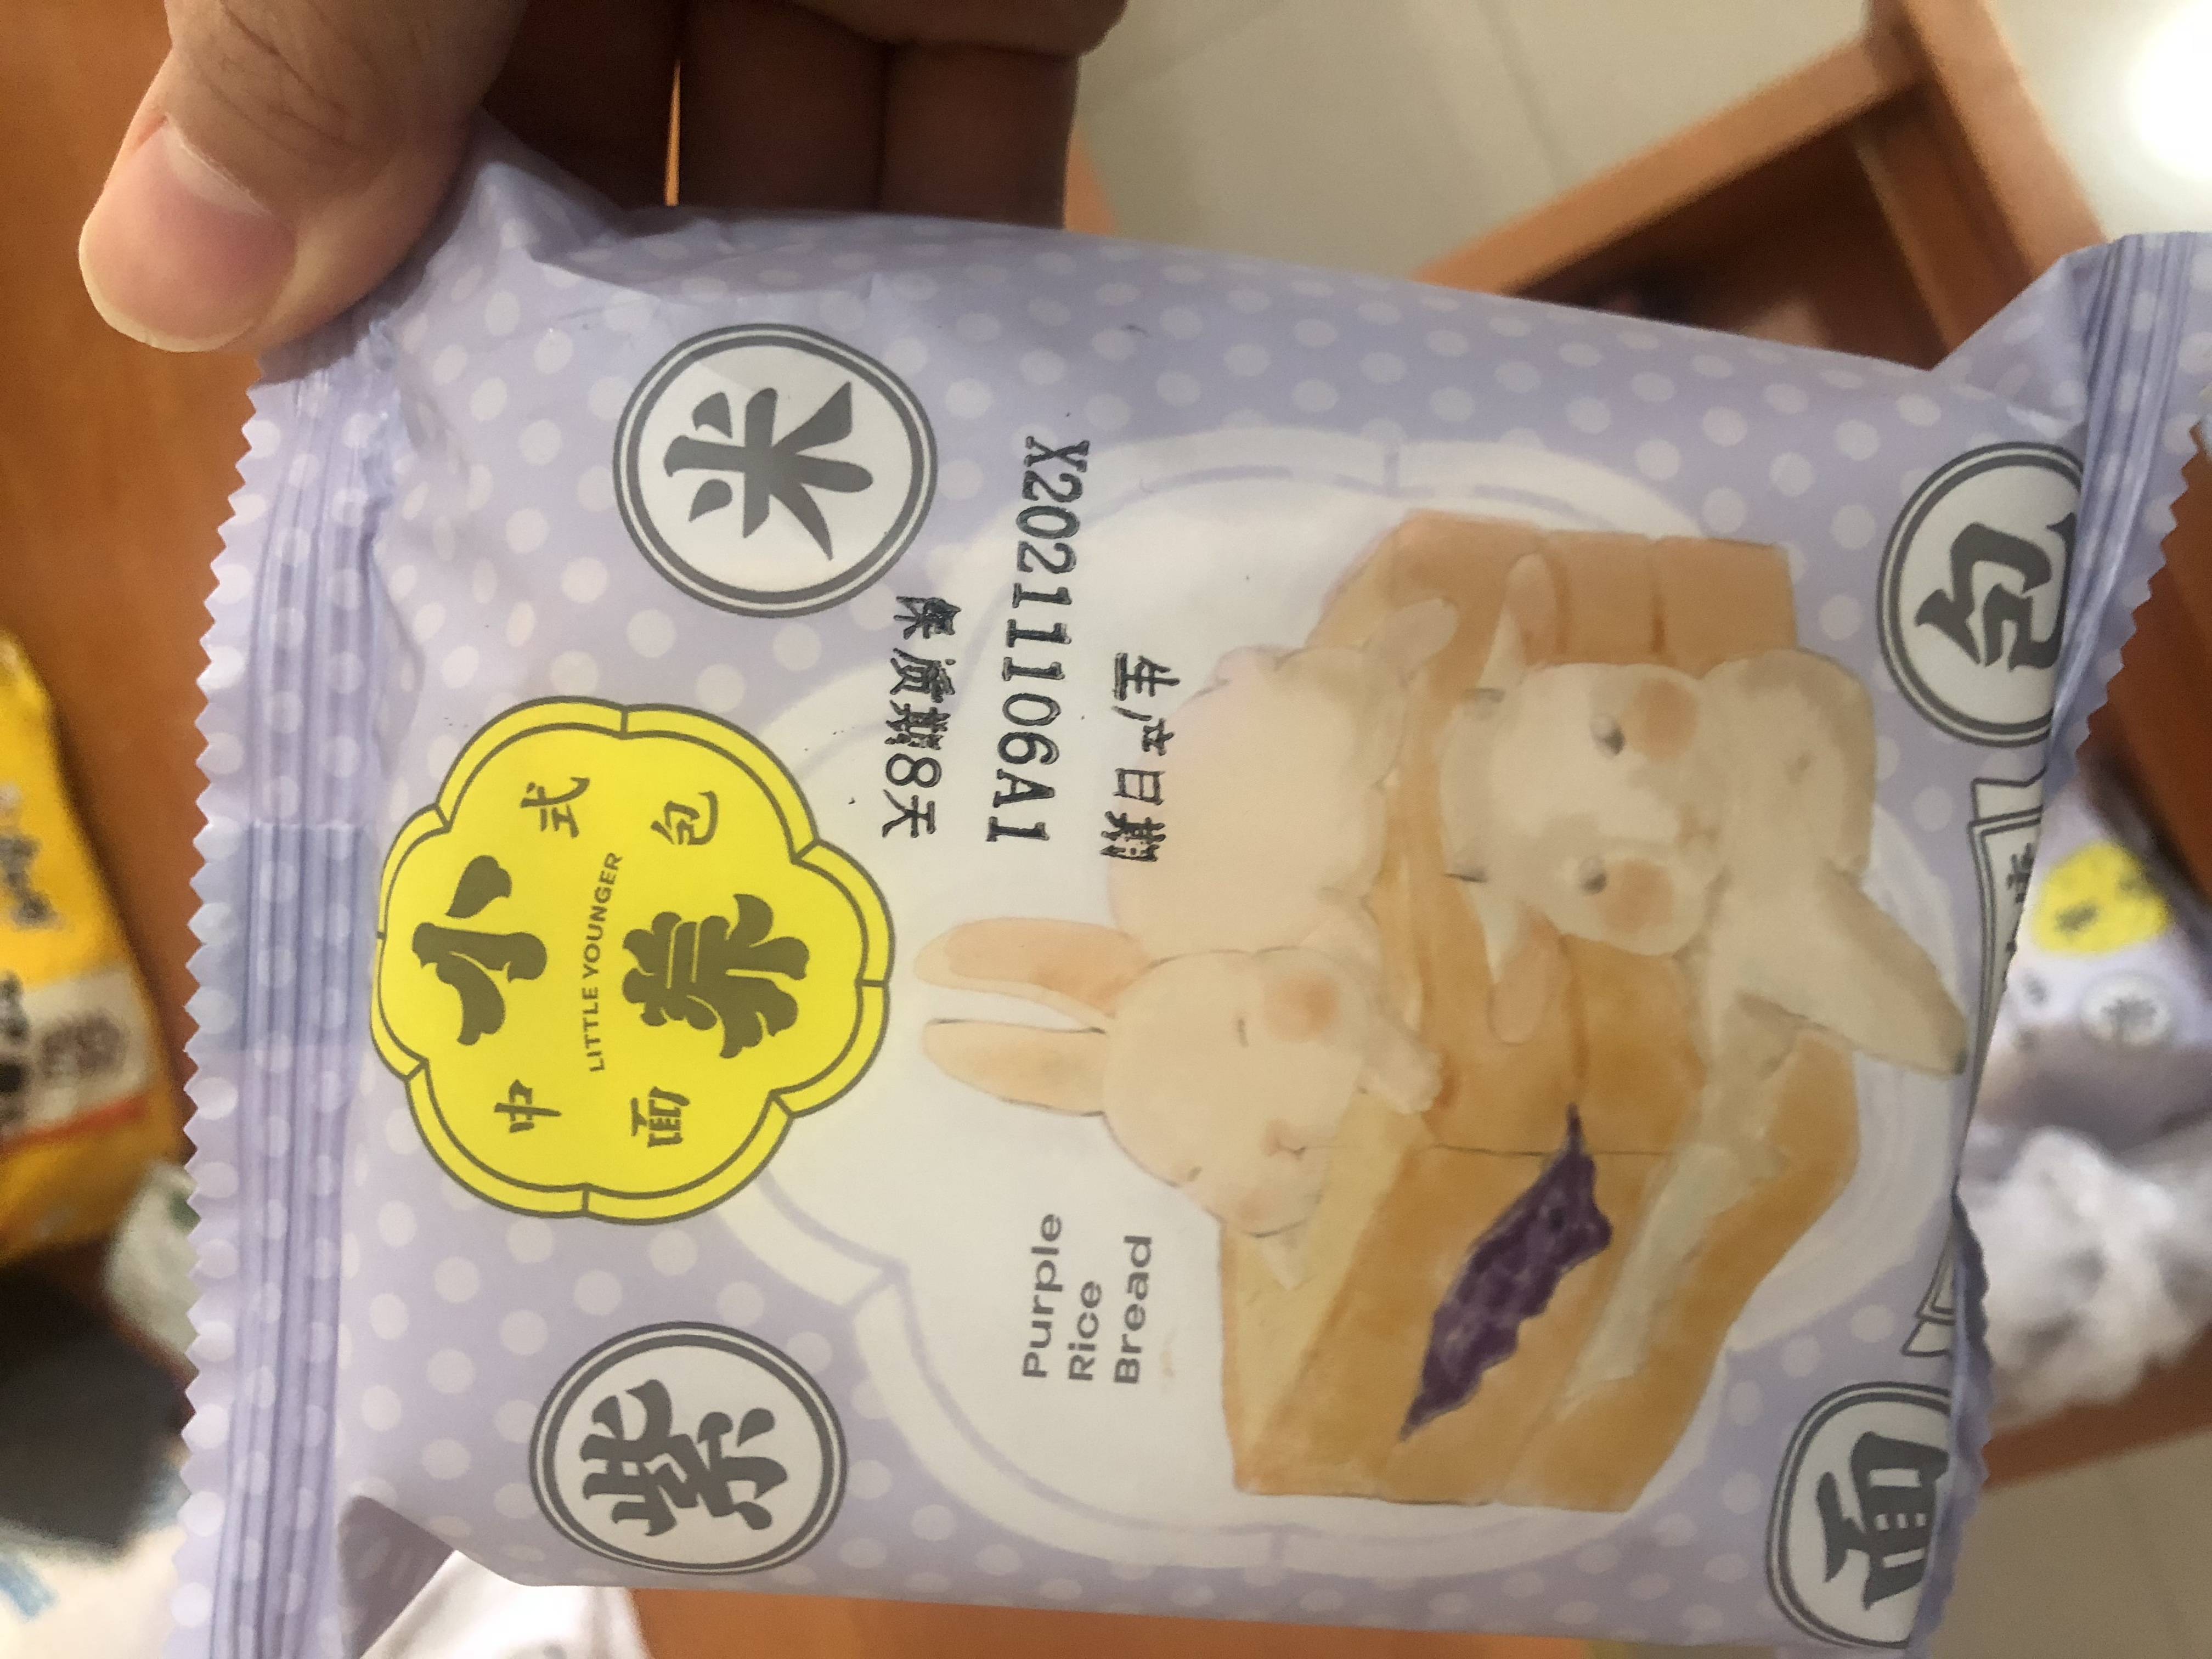 紫 米
面 包
中 式
小养
LITTLE YOUNGER
面 包
Purple
Rice
Bread
生产日期
X20211106A1
保质期8天